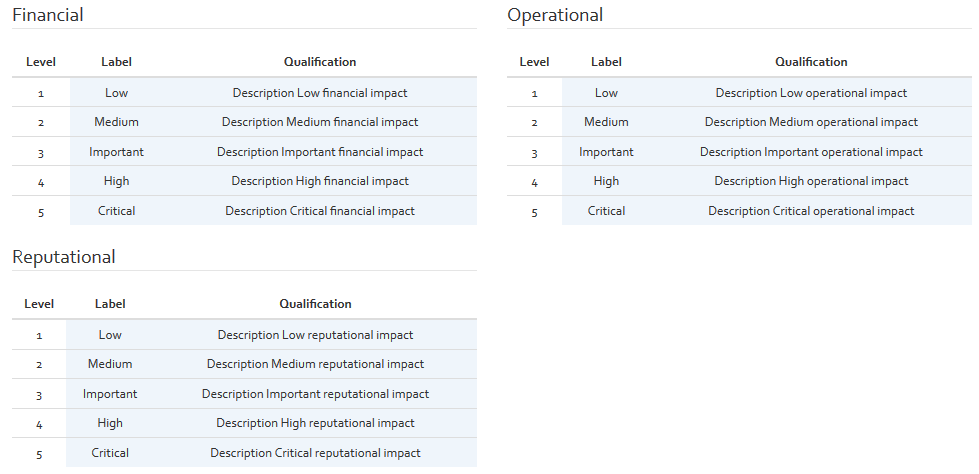 Financial
Level Label Qualification
1 Low Description Low financial impact
2 Medium Description Medium financial impact
3 Important Description Important financial impact
4 High Description High financial impact
5 Critical Description Critical financial impact
Operational
Level Label Qualification
1 Low Description Low operational impact
2 Medium Description Medium operational impact
3 Important Description Important operational impact
4 High Description High operational impact
5 Critical Description Critical operational impact
Reputational
Level Label Qualification
1 Low Description Low reputational impact
2 Medium Description Medium reputational impact
3 Important Description Important reputational impact
4 High Description High reputational impact
5 Critical Description Critical reputational impact